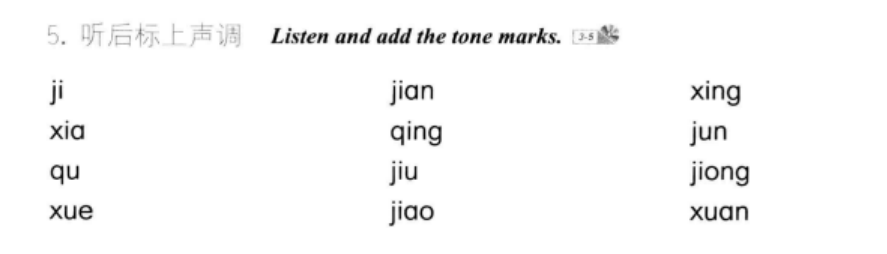 5. 听后标上声调 Listen and add the tone marks. 3-5
ji jian xing
xia qing jun
qu jiu jiong
xue jiao xuan